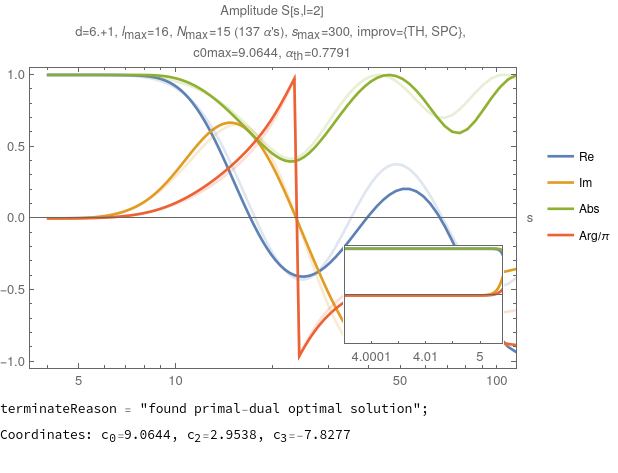 Amplitude S[s,l=2]
d=6.+1, lmax=16, Nmax=15 (137 α's), smax=300, improv={TH, SPC},
c0max=9.0644, αth=0.7791
1.0
0.5
0.0
-0.5
-1.0
5
10
50
100
s
4.0001
4.01
5
Re
Im
Abs
Arg/π
terminateReason = "found primal-dual optimal solution";
Coordinates: c0=9.0644, c2=2.9538, c3=-7.8277